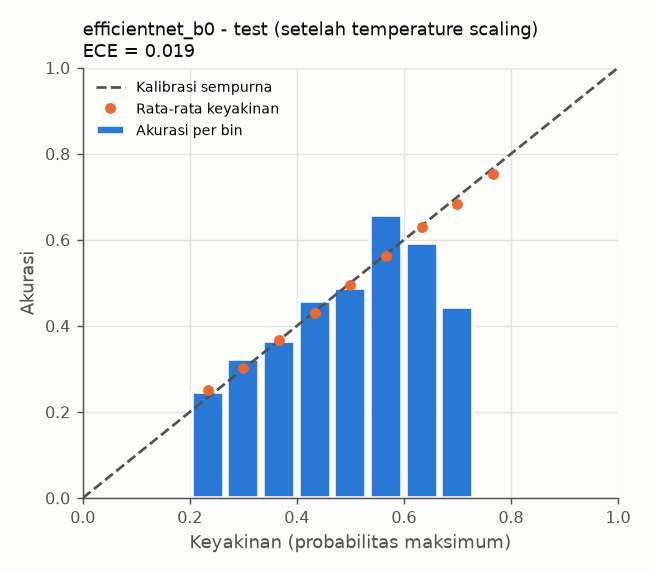 efficientnet_b0 - test (setelah temperature scaling)
ECE = 0.019
Kalibrasi sempurna
Rata-rata keyakinan
Akurasi per bin
1.0
0.8
0.6
0.4
0.2
0.0
Akurasi
0.0 0.2 0.4 0.6 0.8 1.0
Keyakinan (probabilitas maksimum)